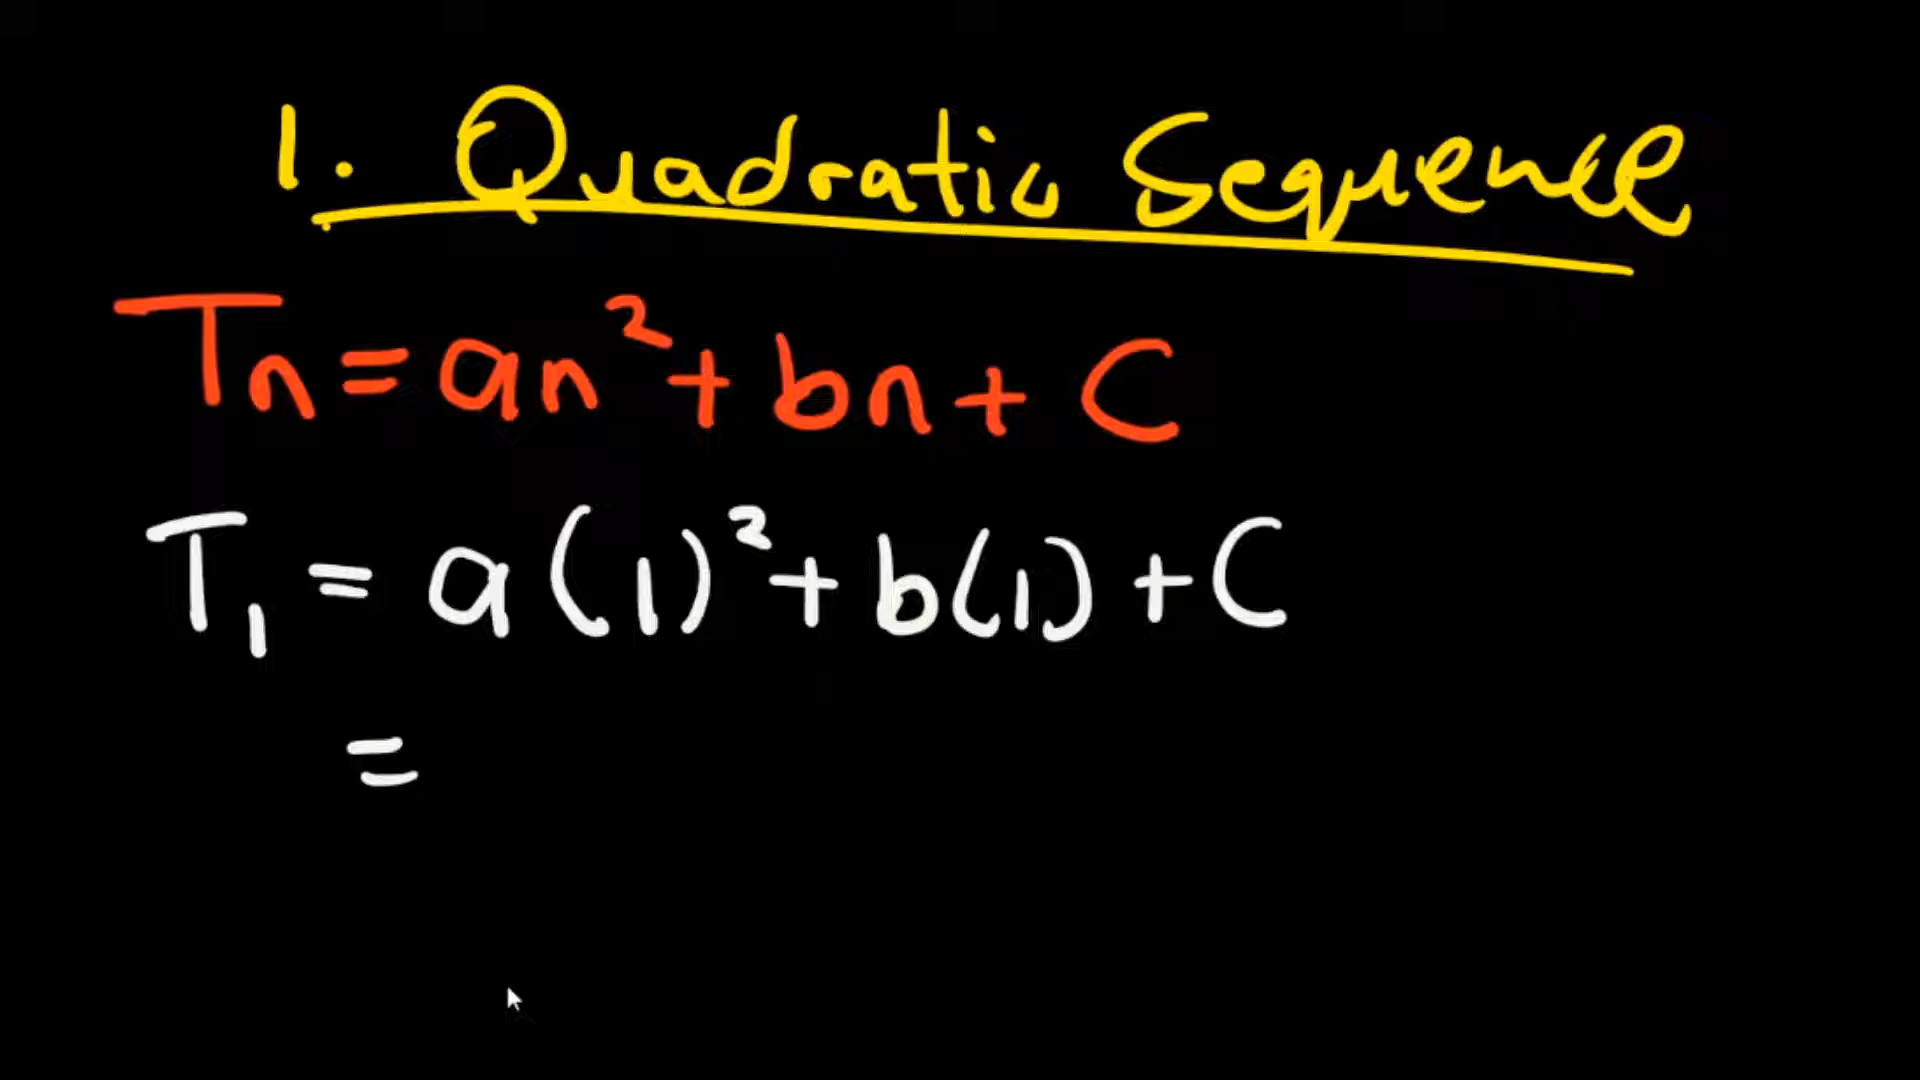 1. Quadratic Sequence
Tn = an² + bn + C
T₁ = a(1)² + b(1) + C
=